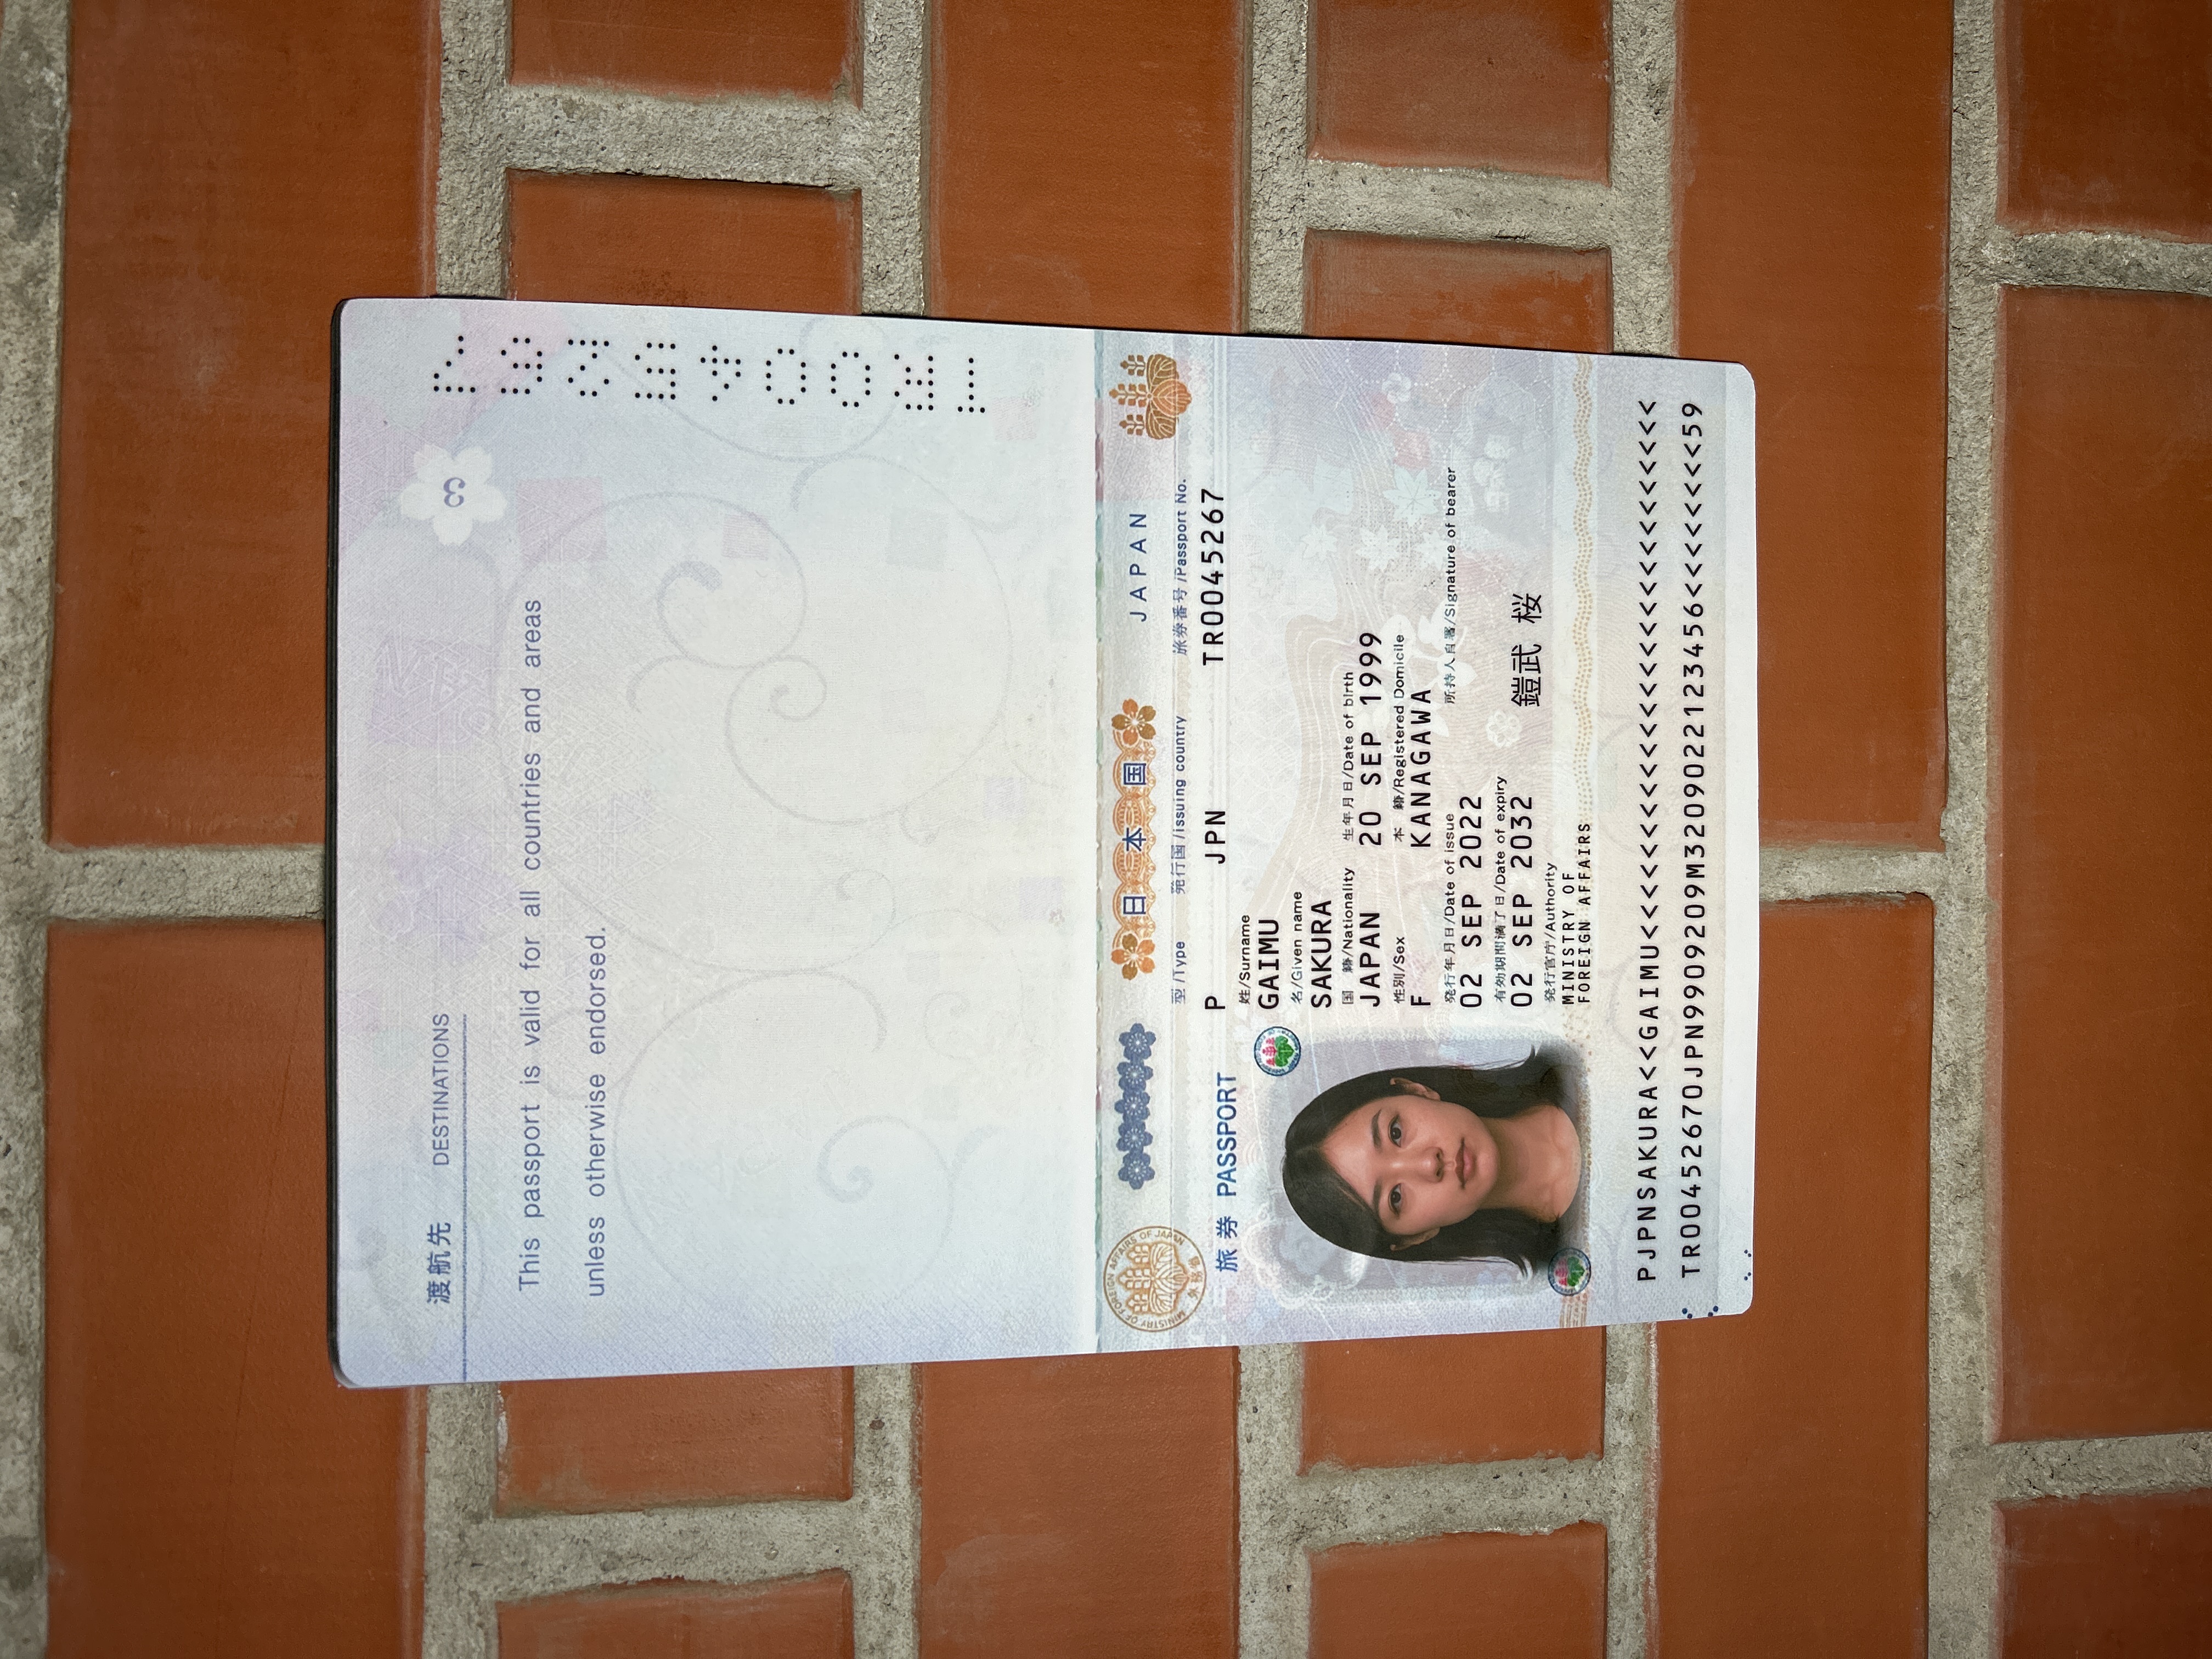 渡航先 DESTINATIONS
3
This passport is valid for all countries and areas
unless otherwise endorsed.
TR0045267
日本国
JAPAN
MINISTRY OF FOREIGN AFFAIRS OF JAPAN
外務省
型/Type 発行国/Issuing country 旅券番号/Passport No.
旅券 PASSPORT
P JPN TR0045267
姓/Surname
GAIMU
名/Given name
SAKURA
国 籍/Nationality 生年月日/Date of birth
JAPAN 20 SEP 1999
性別/Sex 本 籍/Registered Domicile
F KANAGAWA
発行年月日/Date of issue 所持人自署/Signature of bearer
02 SEP 2022
有効期間満了日/Date of expiry
02 SEP 2032 鎧武 桜
発行官庁/Authority
MINISTRY OF
FOREIGN AFFAIRS
PJPNSAKURA<<GAIMU<<<<<<<<<<<<<<<<<<<<<<<<<<<
TR00452670JPN9909209M3209022123456<<<<<<<<59